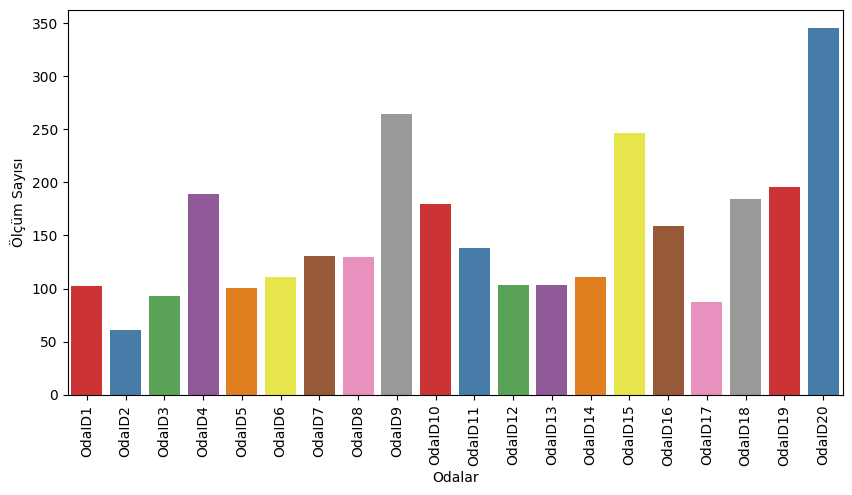 Ölçüm Sayısı
350
300
250
200
150
100
50
0
OdaID1
OdaID2
OdaID3
OdaID4
OdaID5
OdaID6
OdaID7
OdaID8
OdaID9
OdaID10
OdaID11
OdaID12
OdaID13
OdaID14
OdaID15
OdaID16
OdaID17
OdaID18
OdaID19
OdaID20
Odalar